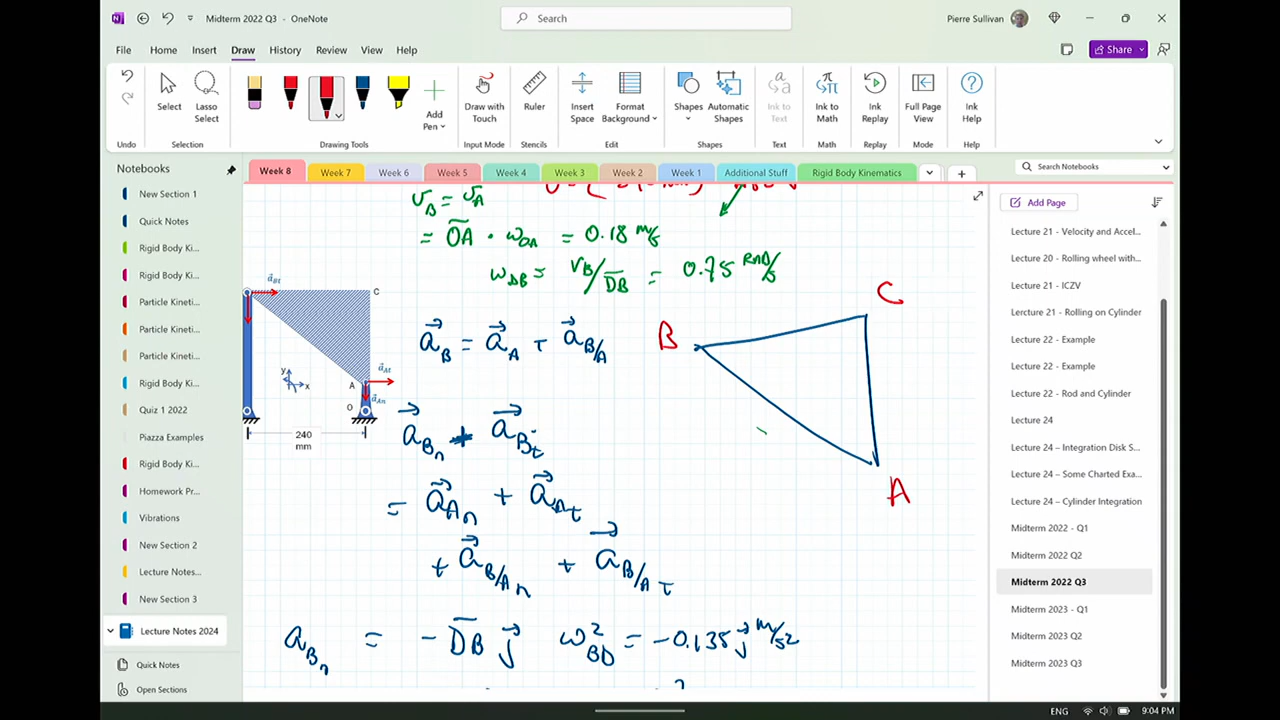 Midterm 2022 Q3 - OneNote
Search
Pierre Sullivan
File Home Insert Draw History Review View Help
Share
Undo
Select
Lasso Select
Add Pen
Draw with Touch
Ruler
Insert Space
Format Background
Shapes
Automatic Shapes
Ink to Text
Ink to Math
Ink Replay
Full Page View
Ink Help
Selection
Drawing Tools
Input Mode
Stencils
Edit
Shapes
Text
Math
Replay
Mode
Help
Notebooks
Week 8 Week 7 Week 6 Week 5 Week 4 Week 3 Week 2 Week 1 Additional Stuff Rigid Body Kinematics
Search Notebooks
New Section 1
Quick Notes
Rigid Body Ki...
Rigid Body Ki...
Particle Kineti...
Particle Kineti...
Particle Kineti...
Rigid Body Ki...
Quiz 1 2022
Piazza Examples
Rigid Body Ki...
Homework Pr...
Vibrations
New Section 2
Lecture Notes...
New Section 3
Lecture Notes 2024
Quick Notes
Open Sections
v_B = v_A
= OA · ω_OA = 0.18 m/s
ω_DB = v_B/DB = 0.75 RAD/s
a_Bt
C
A
a_At
a_An
O
y
x
240
mm
a_B = a_A + a_B/A
a_Bn + a_Bt
= a_An + a_At
+ a_B/An + a_B/At
a_Bn = - DB j ω²_BD = -0.135 j m/s2
B
C
A
Add Page
Lecture 21 - Velocity and Accel...
Lecture 20 - Rolling wheel with...
Lecture 21 - ICZV
Lercture 21 - Rolling on Cylinder
Lecture 22 - Example
Lecture 22 - Example
Lecture 22 - Rod and Cylinder
Lecture 24
Lecture 24 - Integration Disk S...
Lecture 24 - Some Charted Exa...
Lecture 24 - Cylinder Integration
Midterm 2022 - Q1
Midterm 2022 Q2
Midterm 2022 Q3
Midterm 2023 - Q1
Midterm 2023 Q2
Midterm 2023 Q3
ENG
9:04 PM